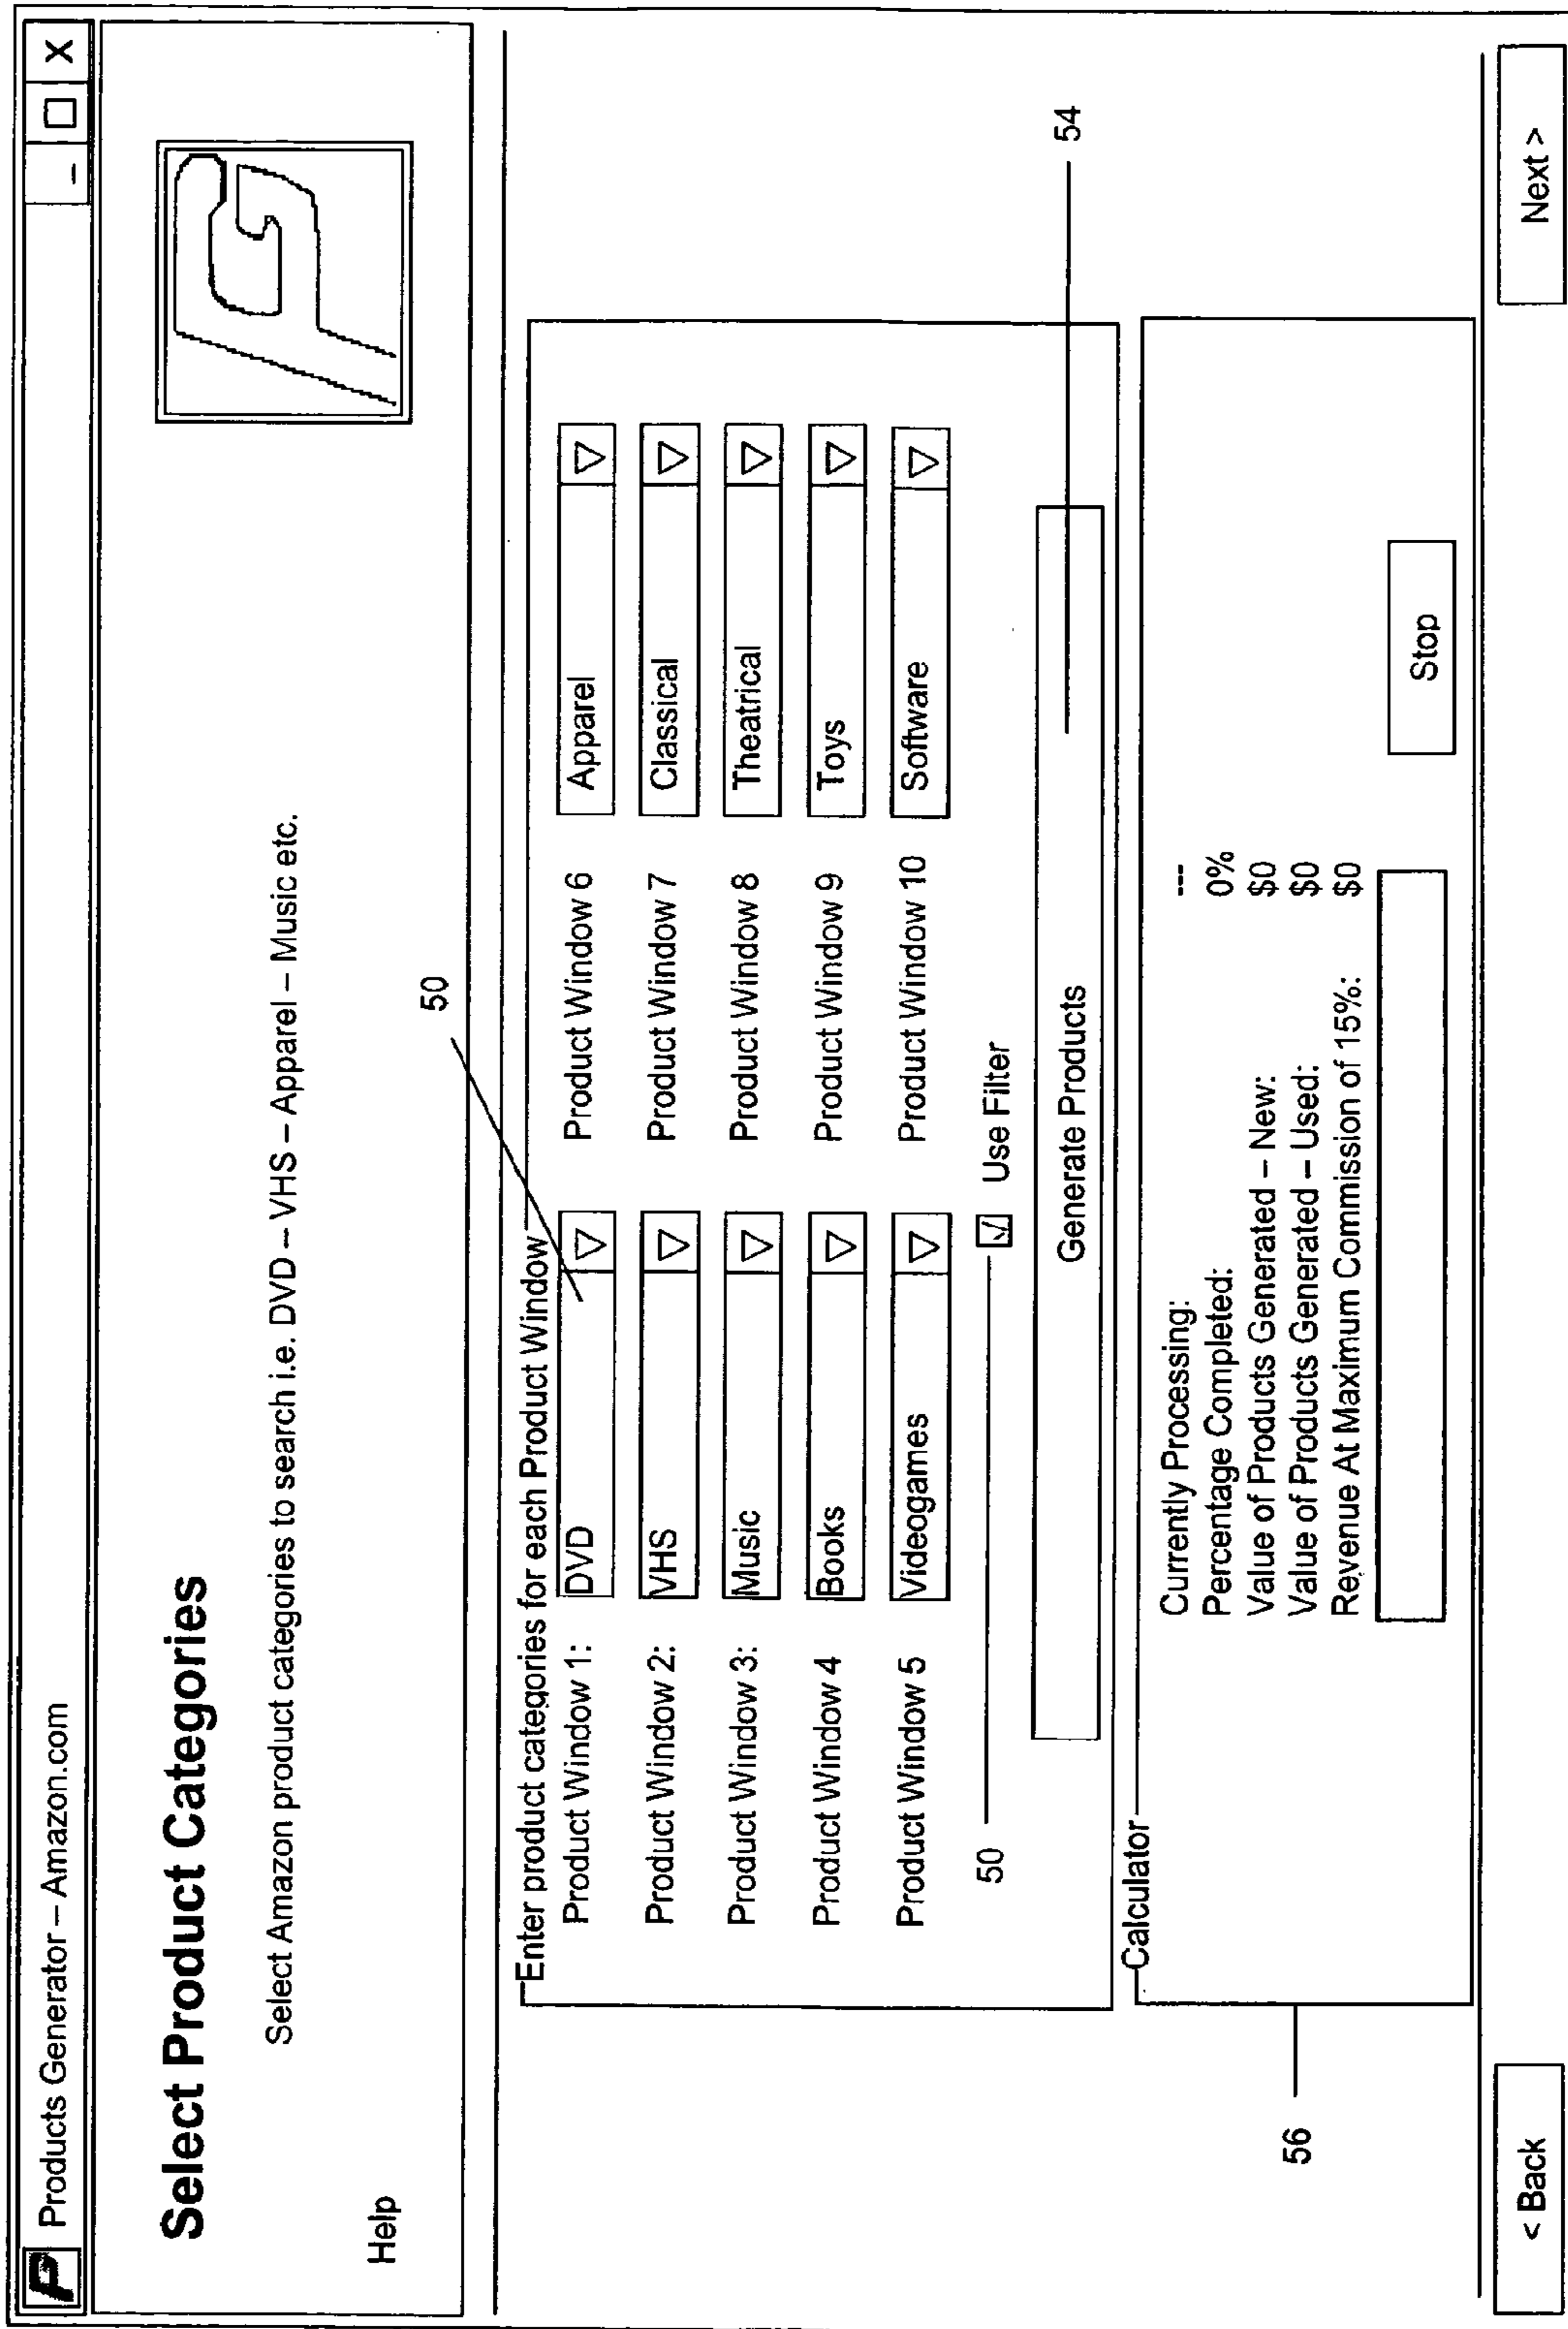 Products Generator – Amazon.com
_ □ X
Select Product Categories
Select Amazon product categories to search i.e. DVD – VHS – Apparel – Music etc.
Help
50
Enter product categories for each Product Window
Product Window 1: DVD Product Window 6 Apparel
Product Window 2: VHS Product Window 7 Classical
Product Window 3: Music Product Window 8 Theatrical
Product Window 4 Books Product Window 9 Toys
Product Window 5 Videogames Product Window 10 Software
50 Use Filter
Generate Products 54
Calculator
Currently Processing: ---
Percentage Completed: 0%
Value of Products Generated – New: $0
Value of Products Generated – Used: $0
Revenue At Maximum Commission of 15%: $0
56
Stop
< Back Next >